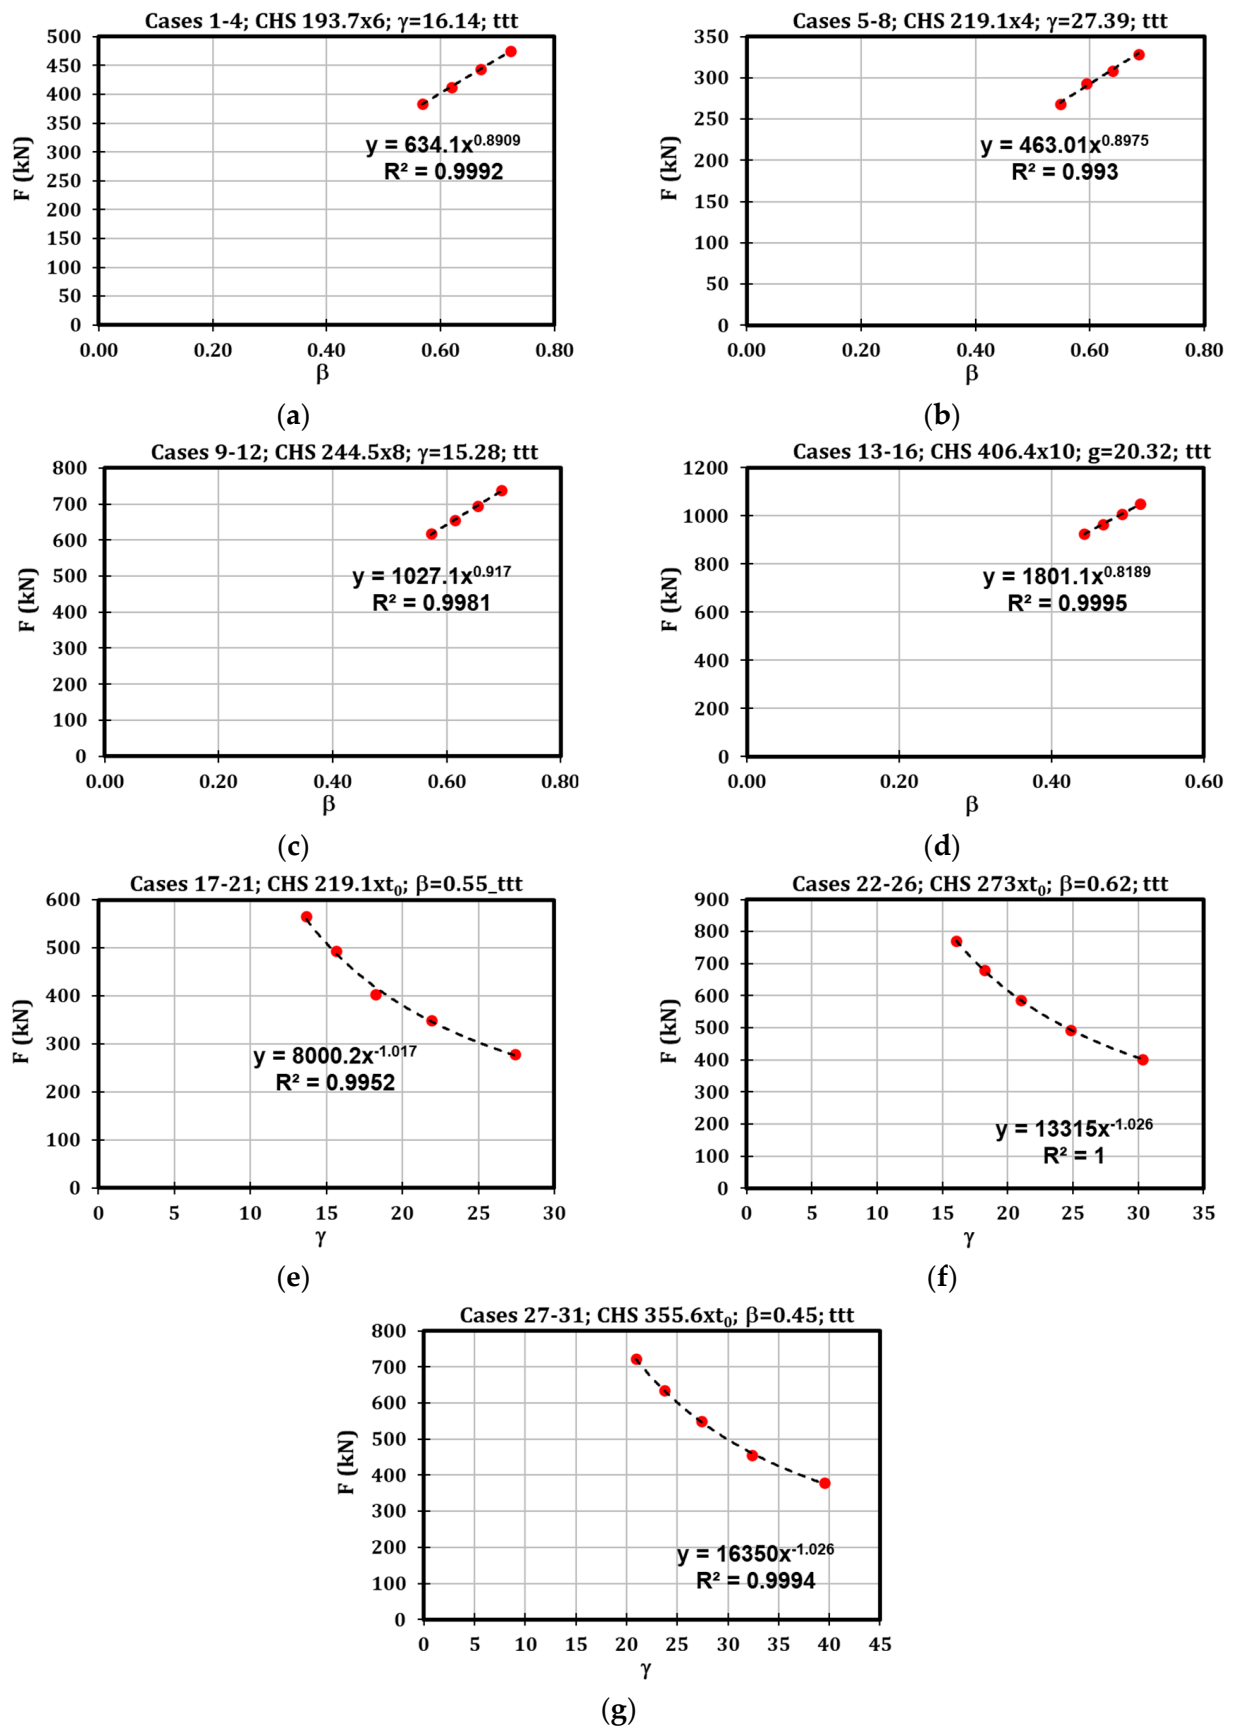 Cases 1-4; CHS 193.7x6; γ=16.14; ttt
F (kN)
500
450
400
350
300
250
200
150
100
50
0
y = 634.1x^0.8909
R² = 0.9992
0.00 0.20 0.40 0.60 0.80
β
(a)
Cases 5-8; CHS 219.1x4; γ=27.39; ttt
F (kN)
350
300
250
200
150
100
50
0
y = 463.01x^0.8975
R² = 0.993
0.00 0.20 0.40 0.60 0.80
β
(b)
Cases 9-12; CHS 244.5x8; γ=15.28; ttt
F (kN)
800
700
600
500
400
300
200
100
0
y = 1027.1x^0.917
R² = 0.9981
0.00 0.20 0.40 0.60 0.80
β
(c)
Cases 13-16; CHS 406.4x10; g=20.32; ttt
F (kN)
1200
1000
800
600
400
200
0
y = 1801.1x^0.8189
R² = 0.9995
0.00 0.20 0.40 0.60
β
(d)
Cases 17-21; CHS 219.1xt₀; β=0.55_ttt
F (kN)
600
500
400
300
200
100
0
y = 8000.2x^-1.017
R² = 0.9952
0 5 10 15 20 25 30
γ
(e)
Cases 22-26; CHS 273xt₀; β=0.62; ttt
F (kN)
900
800
700
600
500
400
300
200
100
0
y = 13315x^-1.026
R² = 1
0 5 10 15 20 25 30 35
γ
(f)
Cases 27-31; CHS 355.6xt₀; β=0.45; ttt
F (kN)
800
700
600
500
400
300
200
100
0
y = 16350x^-1.026
R² = 0.9994
0 5 10 15 20 25 30 35 40 45
γ
(g)